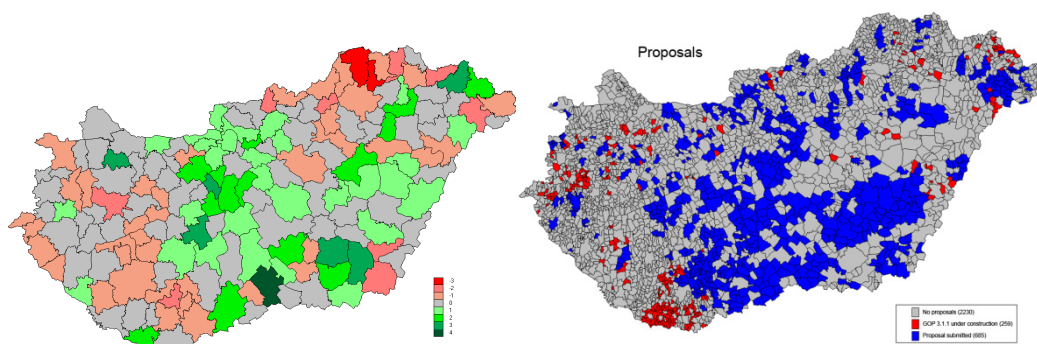 Proposals
-3
-2
-1
0
1
2
3
4
No proposals (2230)
GOP 3.1.1 under construction (259)
Proposal submitted (685)